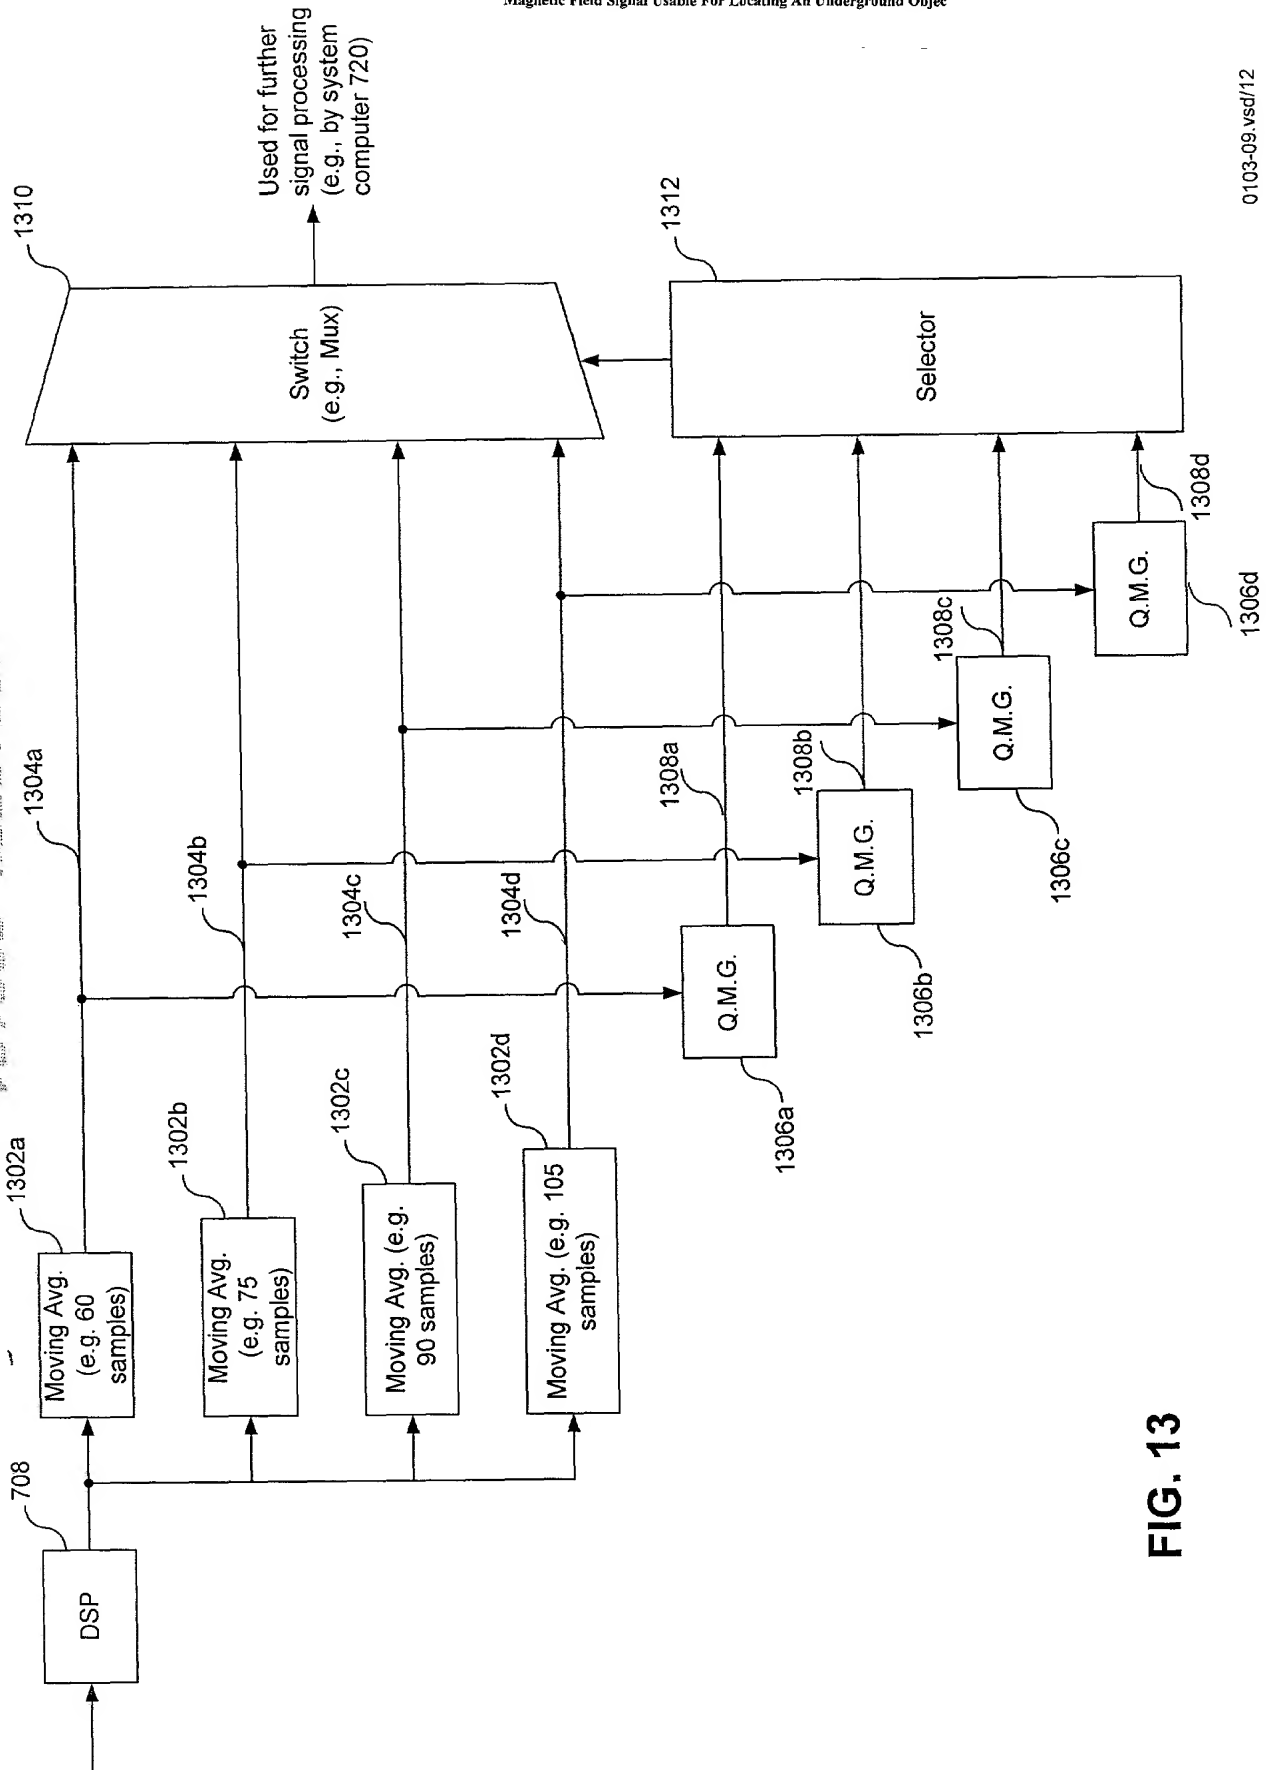 Magnetic Field Signal Usable For Locating An Underground Objec
708
DSP
1302a
Moving Avg.
(e.g. 60
samples)
1302b
Moving Avg.
(e.g. 75
samples)
1302c
Moving Avg. (e.g.
90 samples)
1302d
Moving Avg. (e.g. 105
samples)
1304a
1304b
1304c
1304d
Q.M.G.
1306a
1308a
Q.M.G.
1306b
1308b
Q.M.G.
1306c
1308c
Q.M.G.
1306d
1308d
1310
Switch
(e.g., Mux)
1312
Selector
Used for further
signal processing
(e.g., by system
computer 720)
FIG. 13
0103-09.vsd/12